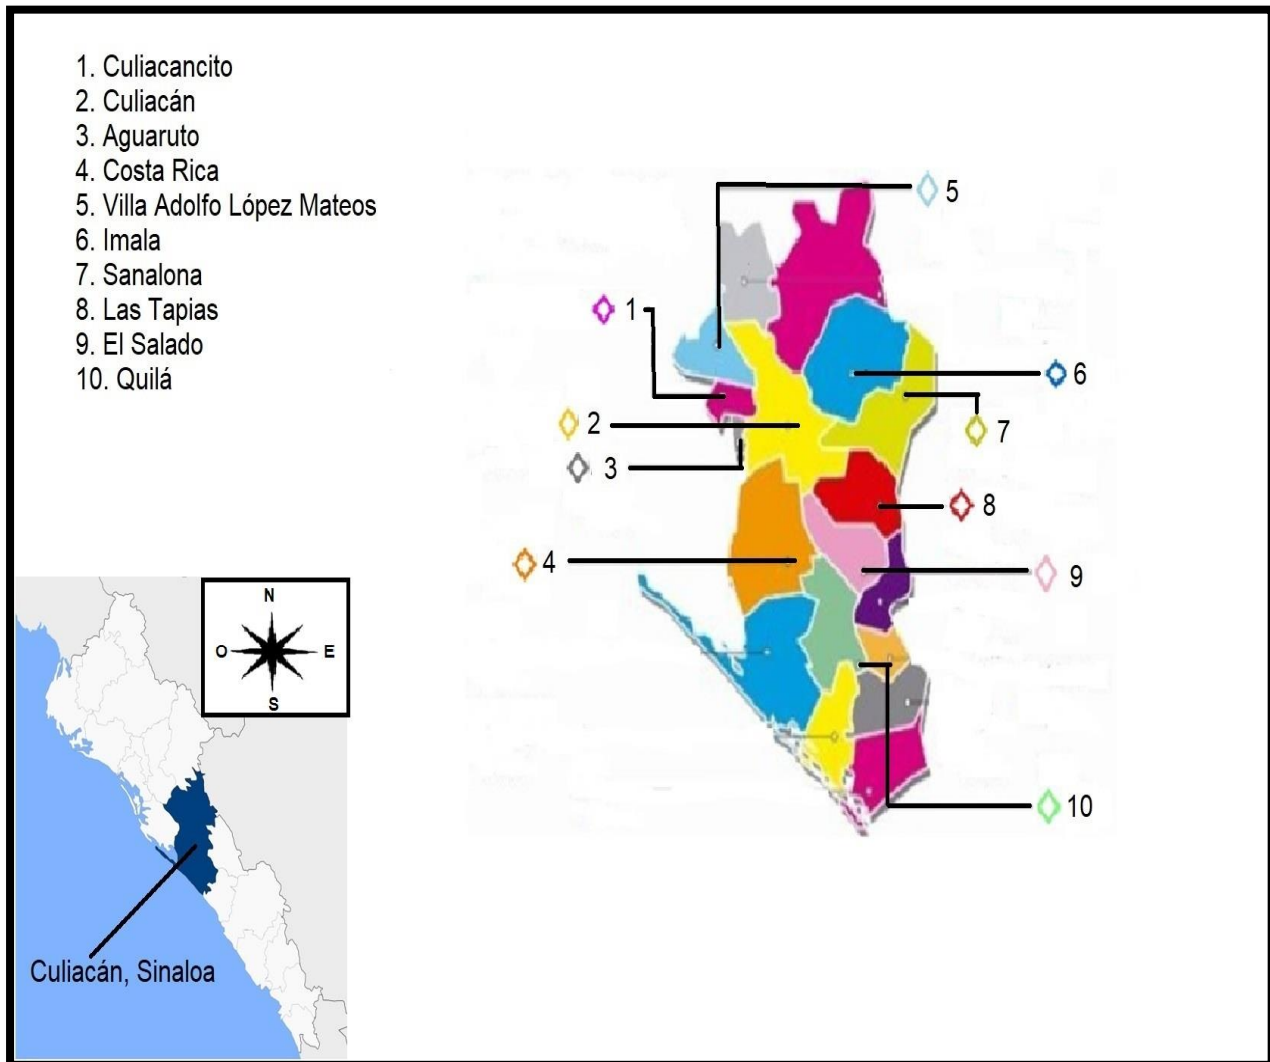 1. Culiacancito
2. Culiacán
3. Aguaruto
4. Costa Rica
5. Villa Adolfo López Mateos
6. Imala
7. Sanalona
8. Las Tapias
9. El Salado
10. Quilá
5
1
6
2
7
3
8
4
9
10
N
O
E
S
Culiacán, Sinaloa